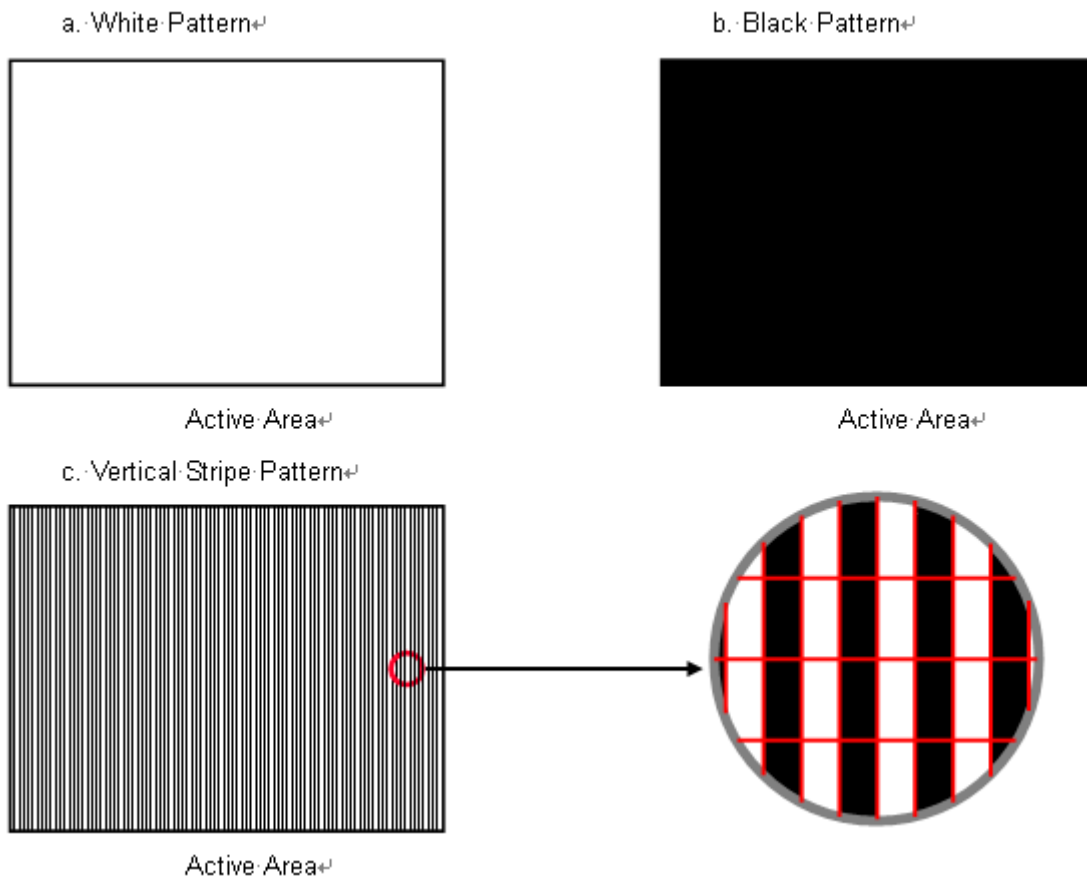 a. White Pattern↵
b. Black Pattern↵
Active Area↵
Active Area↵
c. Vertical Stripe Pattern↵
Active Area↵